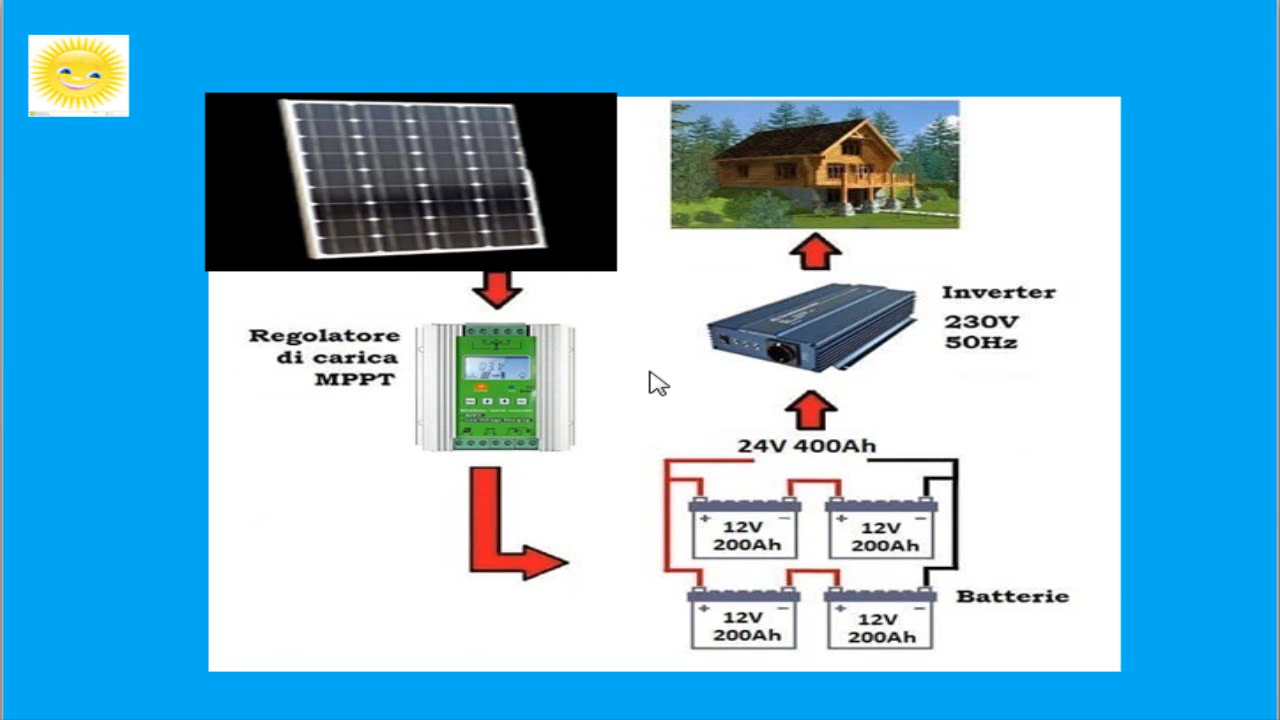 Regolatore
di carica
MPPT
Inverter
230V
50Hz
24V 400Ah
+ −
12V
200Ah
+ −
12V
200Ah
Batterie
+ −
12V
200Ah
+ −
12V
200Ah